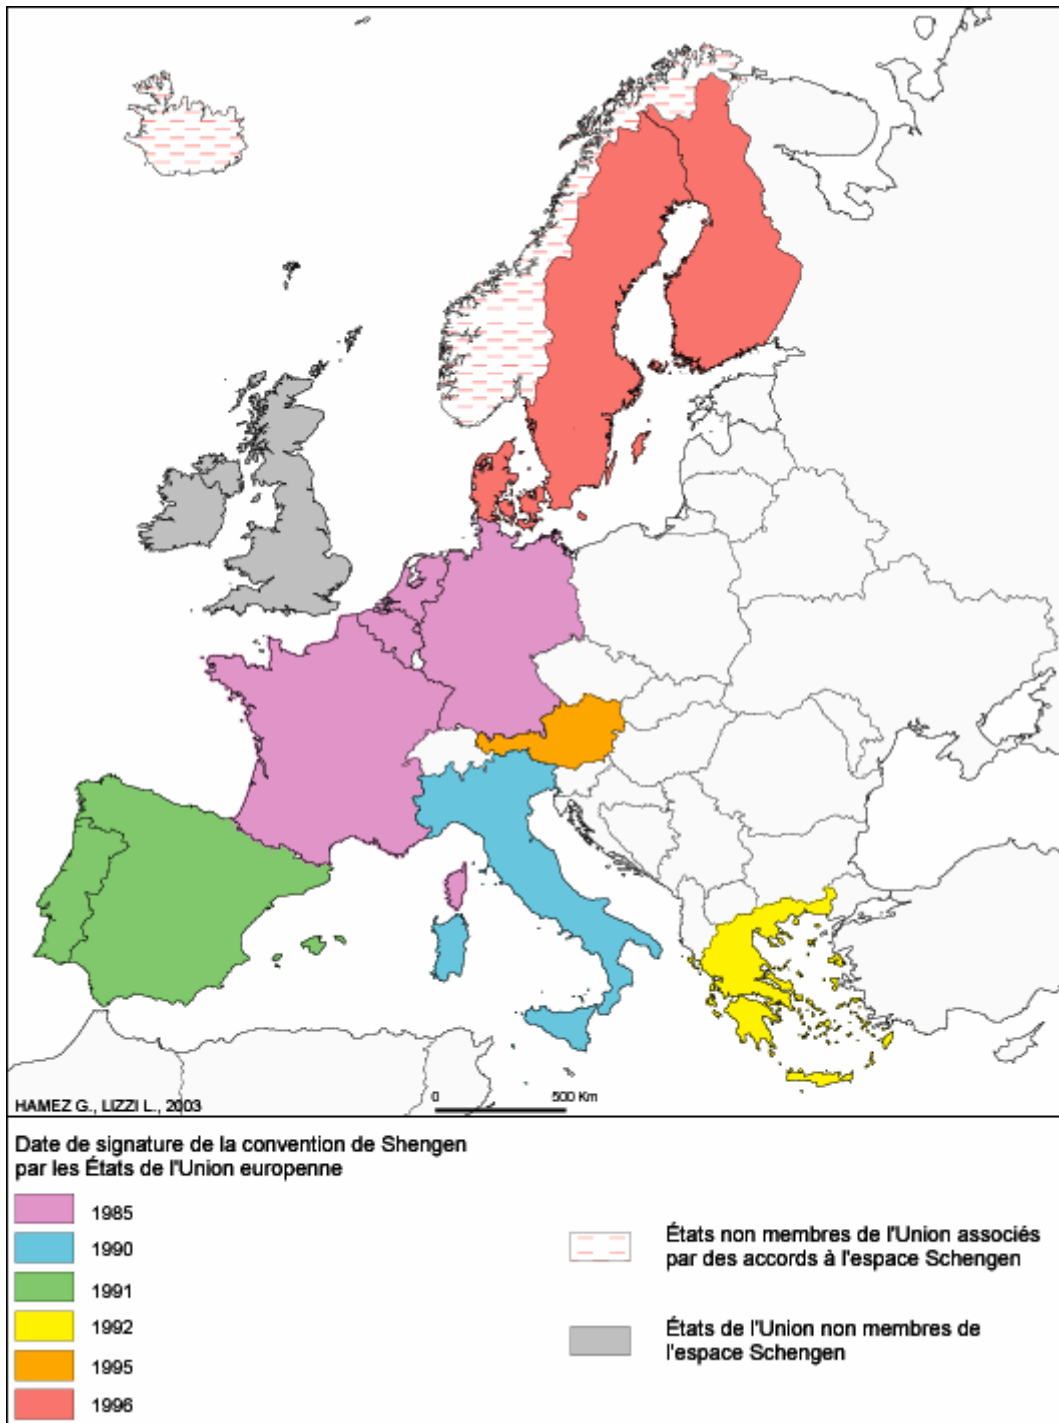 HAMEZ G., LIZZI L., 2003
0 500 Km
Date de signature de la convention de Shengen
par les États de l'Union europenne
1985
1990
1991
1992
1995
1996
États non membres de l'Union associés
par des accords à l'espace Schengen
États de l'Union non membres de
l'espace Schengen